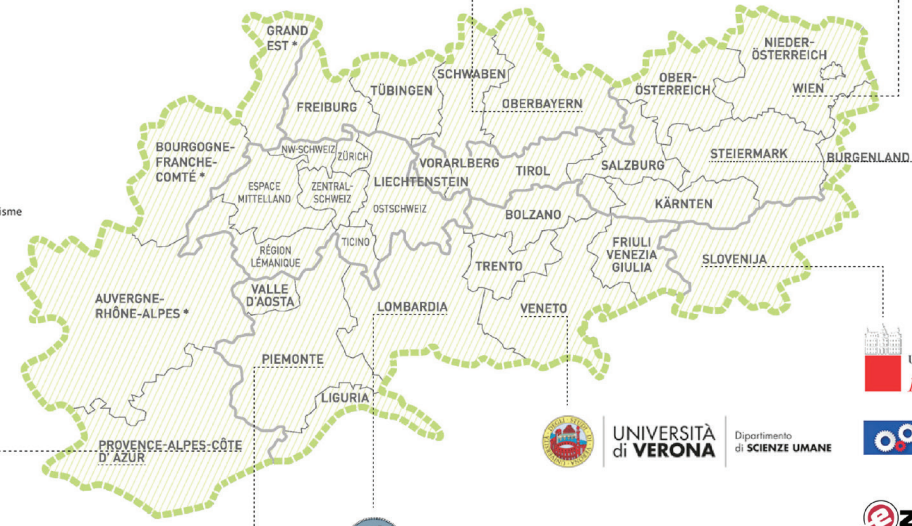 GRAND
EST *
NIEDER-
ÖSTERREICH
SCHWABEN
OBER-
ÖSTERREICH
TÜBINGEN
WIEN
FREIBURG
OBERBAYERN
BOURGOGNE-
FRANCHE-
COMTÉ *
NW-SCHWEIZ
ZÜRICH
VORARLBERG
TIROL
SALZBURG
STEIERMARK
BURGENLAND
ESPACE
MITTELLAND
ZENTRAL-
SCHWEIZ
LIECHTENSTEIN
OSTSCHWEIZ
KÄRNTEN
BOLZANO
isme
RÉGION
LÉMANIQUE
TICINO
FRIULI
VENEZIA
GIULIA
SLOVENIJA
TRENTO
VALLE
D'AOSTA
AUVERGNE-
RHÔNE-ALPES *
LOMBARDIA
VENETO
PIEMONTE
LIGURIA
PROVENCE-ALPES-CÔTE
D'AZUR
UNIVERSITÀ
di VERONA
Dipartimento
di SCIENZE UMANE